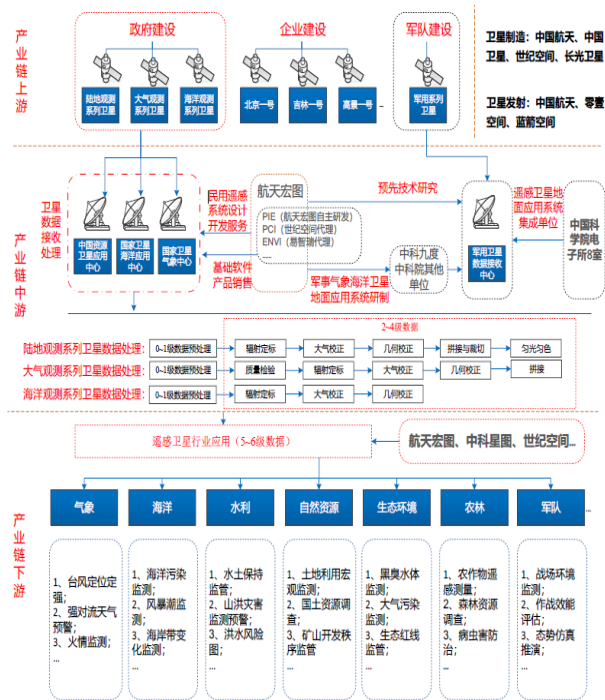 产业链上游
政府建设
企业建设
军队建设
陆地观测
系列卫星
大气观测
系列卫星
海洋观测
系列卫星
北京一号
吉林一号
高景一号
...
军用系列
卫星
卫星制造：中国航天、中国
卫星、世纪空间、长光卫星
卫星发射：中国航天、零壹
空间、蓝箭空间
产业链中游
卫星
数据
接收
处理
中国资源
卫星应用
中心
国家卫星
海洋应用
中心
国家卫星
气象中心
民用遥感
系统设计
开发服务
基础软件
产品销售
航天宏图
PIE（航天宏图自主研发）
PCI（世纪空间代理）
ENVI（易智瑞代理）
....
预先技术研究
军事气象海洋卫星
地面应用系统研制
中科九度
中科院其他
单位
军用卫星
数据接收
中心
遥感卫星地
面应用系统
集成单位
中国科
学院电
子所8室
2~4级数据
陆地观测系列卫星数据处理：
0~1级数据预处理
辐射定标
大气校正
几何校正
拼接与裁切
匀光匀色
大气观测系列卫星数据处理：
0~1级数据预处理
质量检验
辐射定标
大气校正
几何校正
拼接
海洋观测系列卫星数据处理：
0~1级数据预处理
辐射定标
大气校正
几何校正
产业链下游
遥感卫星行业应用（5~6级数据）
航天宏图、中科星图、世纪空间...
气象
海洋
水利
自然资源
生态环境
农林
军队
...
1、台风定位定
强；
2、强对流天气
预警；
3、火情监测；
...
1、海洋污染
监测；
2、风暴潮监
测；
3、海岸带变
化监测；
...
1、水土保持
监管；
2、山洪灾害
监测预警；
3、洪水风险
图；
...
1、土地利用宏
观监测；
2、国土资源调
查；
3、矿山开发秩
序监管
...
1、黑臭水体
监测；
2、大气污染
监测；
3、生态红线
监管；
...
1、农作物遥
感测量；
2、森林资源
调查；
3、病虫害防
治；
...
1、战场环境
监测；
2、作战效能
评估；
3、态势仿真
推演；
...